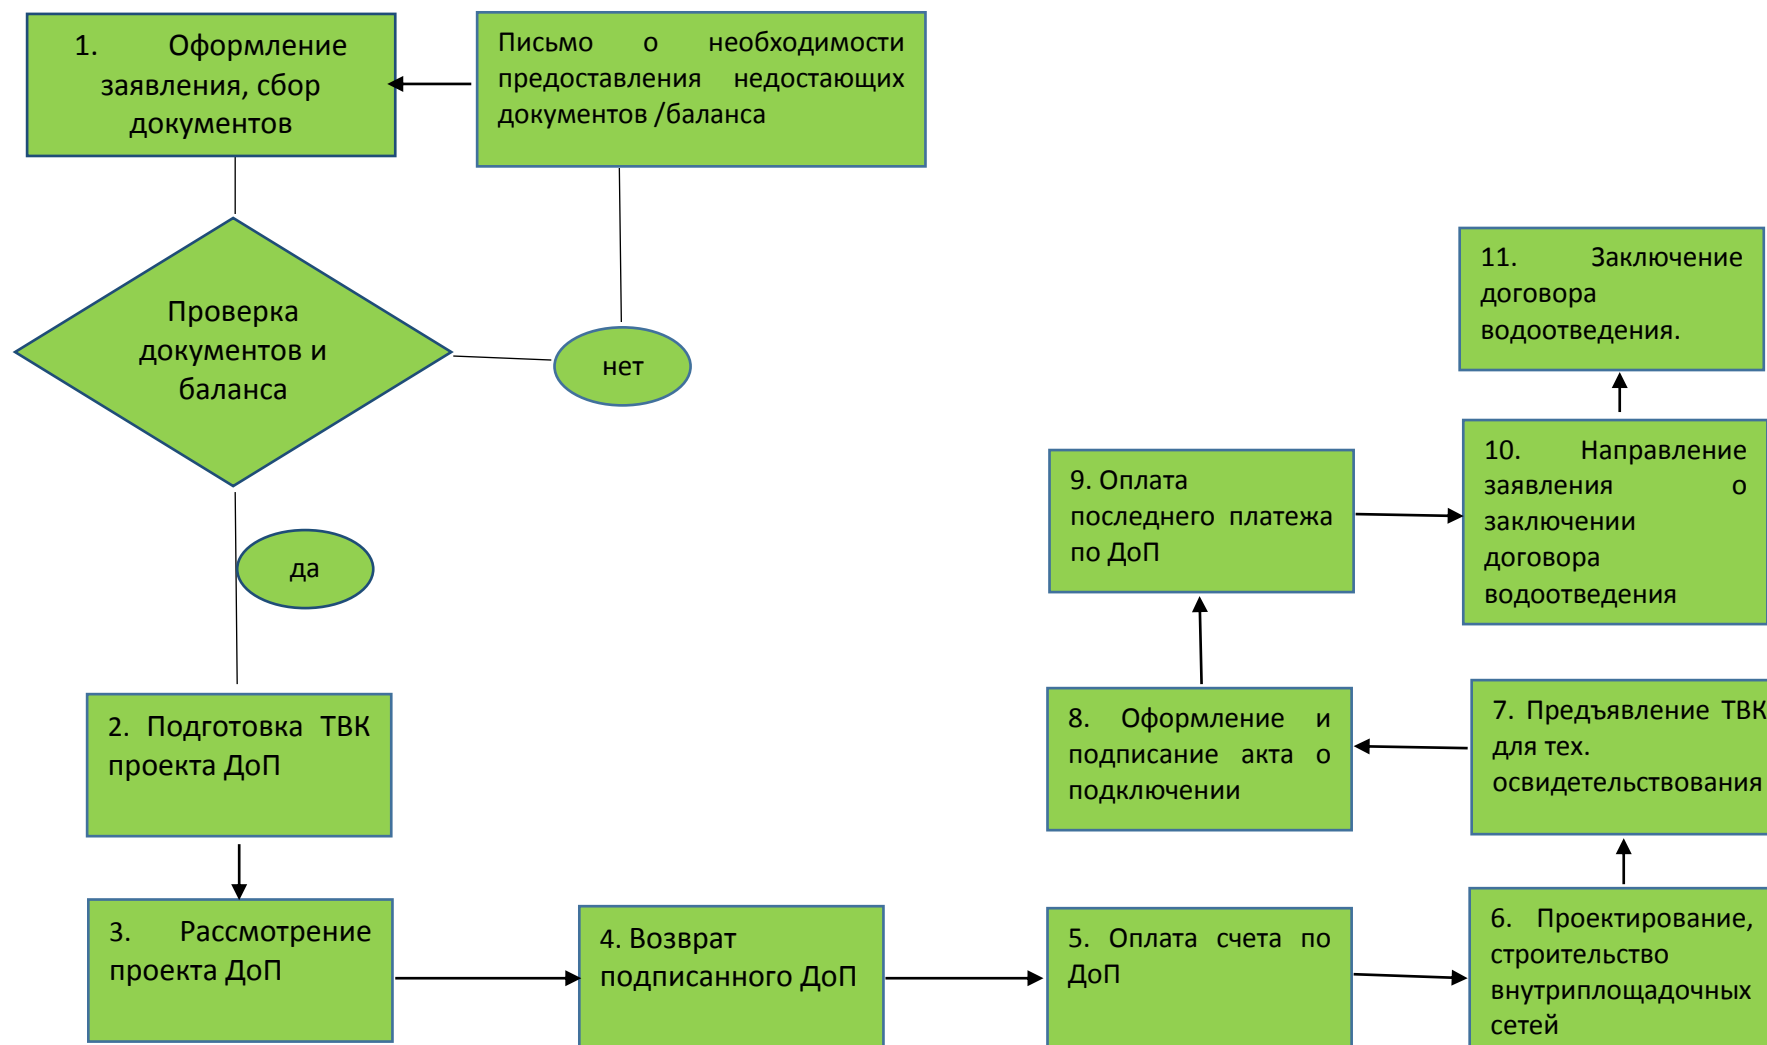 1. Оформление
заявления, сбор
документов
Письмо о необходимости
предоставления недостающих
документов /баланса
Проверка
документов и
баланса
нет
да
2. Подготовка ТВК
проекта ДоП
3. Рассмотрение
проекта ДоП
4. Возврат
подписанного ДоП
5. Оплата счета по
ДоП
6. Проектирование,
строительство
внутриплощадочных
сетей
7. Предъявление ТВК
для тех.
освидетельствования
8. Оформление и
подписание акта о
подключении
9. Оплата
последнего платежа
по ДоП
10. Направление
заявления о
заключении
договора
водоотведения
11. Заключение
договора
водоотведения.